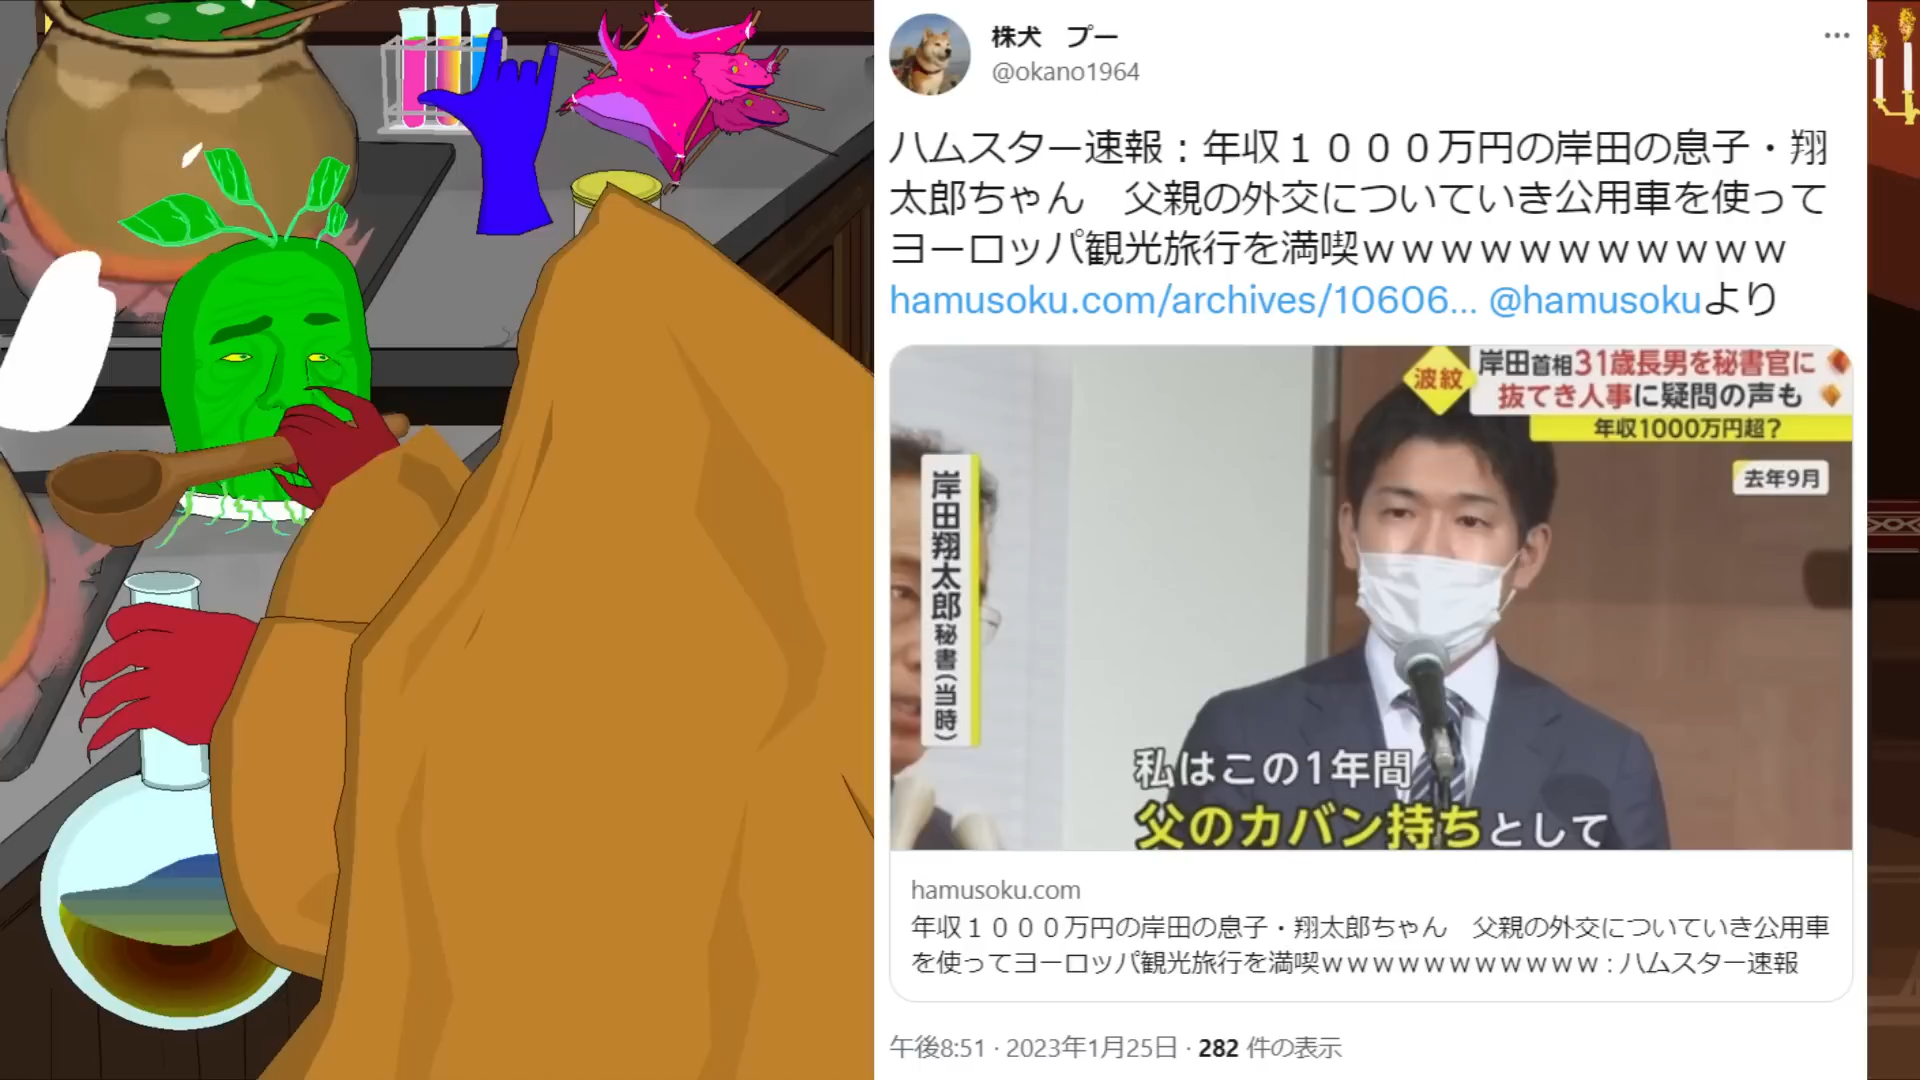 株犬　プー
@okano1964
ハムスター速報：年収１０００万円の岸田の息子・翔
太郎ちゃん　父親の外交についていき公用車を使って
ヨーロッパ観光旅行を満喫ｗｗｗｗｗｗｗｗｗｗｗ
hamusoku.com/archives/10606… @hamusokuより
波紋
岸田首相31歳長男を秘書官に
抜てき人事に疑問の声も
年収1000万円超?
去年9月
岸田翔太郎秘書(当時)
私はこの1年間
父のカバン持ちとして
hamusoku.com
年収１０００万円の岸田の息子・翔太郎ちゃん　父親の外交についていき公用車
を使ってヨーロッパ観光旅行を満喫ｗｗｗｗｗｗｗｗｗｗｗ : ハムスター速報
午後8:51 · 2023年1月25日 · 282 件の表示